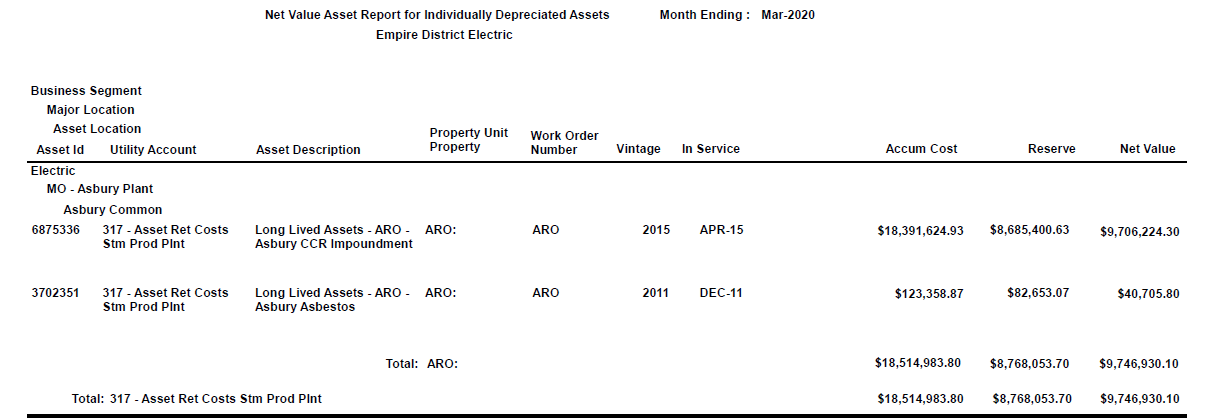 Net Value Asset Report for Individually Depreciated Assets Month Ending : Mar-2020
Empire District Electric
Business Segment
Major Location
Asset Location
Asset Id Utility Account Asset Description Property Unit Property Work Order Number Vintage In Service Accum Cost Reserve Net Value
Electric
MO - Asbury Plant
Asbury Common
6875336 317 - Asset Ret Costs Long Lived Assets - ARO - ARO: ARO 2015 APR-15 $18,391,624.93 $8,685,400.63 $9,706,224.30
Stm Prod Plnt Asbury CCR Impoundment
3702351 317 - Asset Ret Costs Long Lived Assets - ARO - ARO: ARO 2011 DEC-11 $123,358.87 $82,653.07 $40,705.80
Stm Prod Plnt Asbury Asbestos
Total: ARO: $18,514,983.80 $8,768,053.70 $9,746,930.10
Total: 317 - Asset Ret Costs Stm Prod Plnt $18,514,983.80 $8,768,053.70 $9,746,930.10